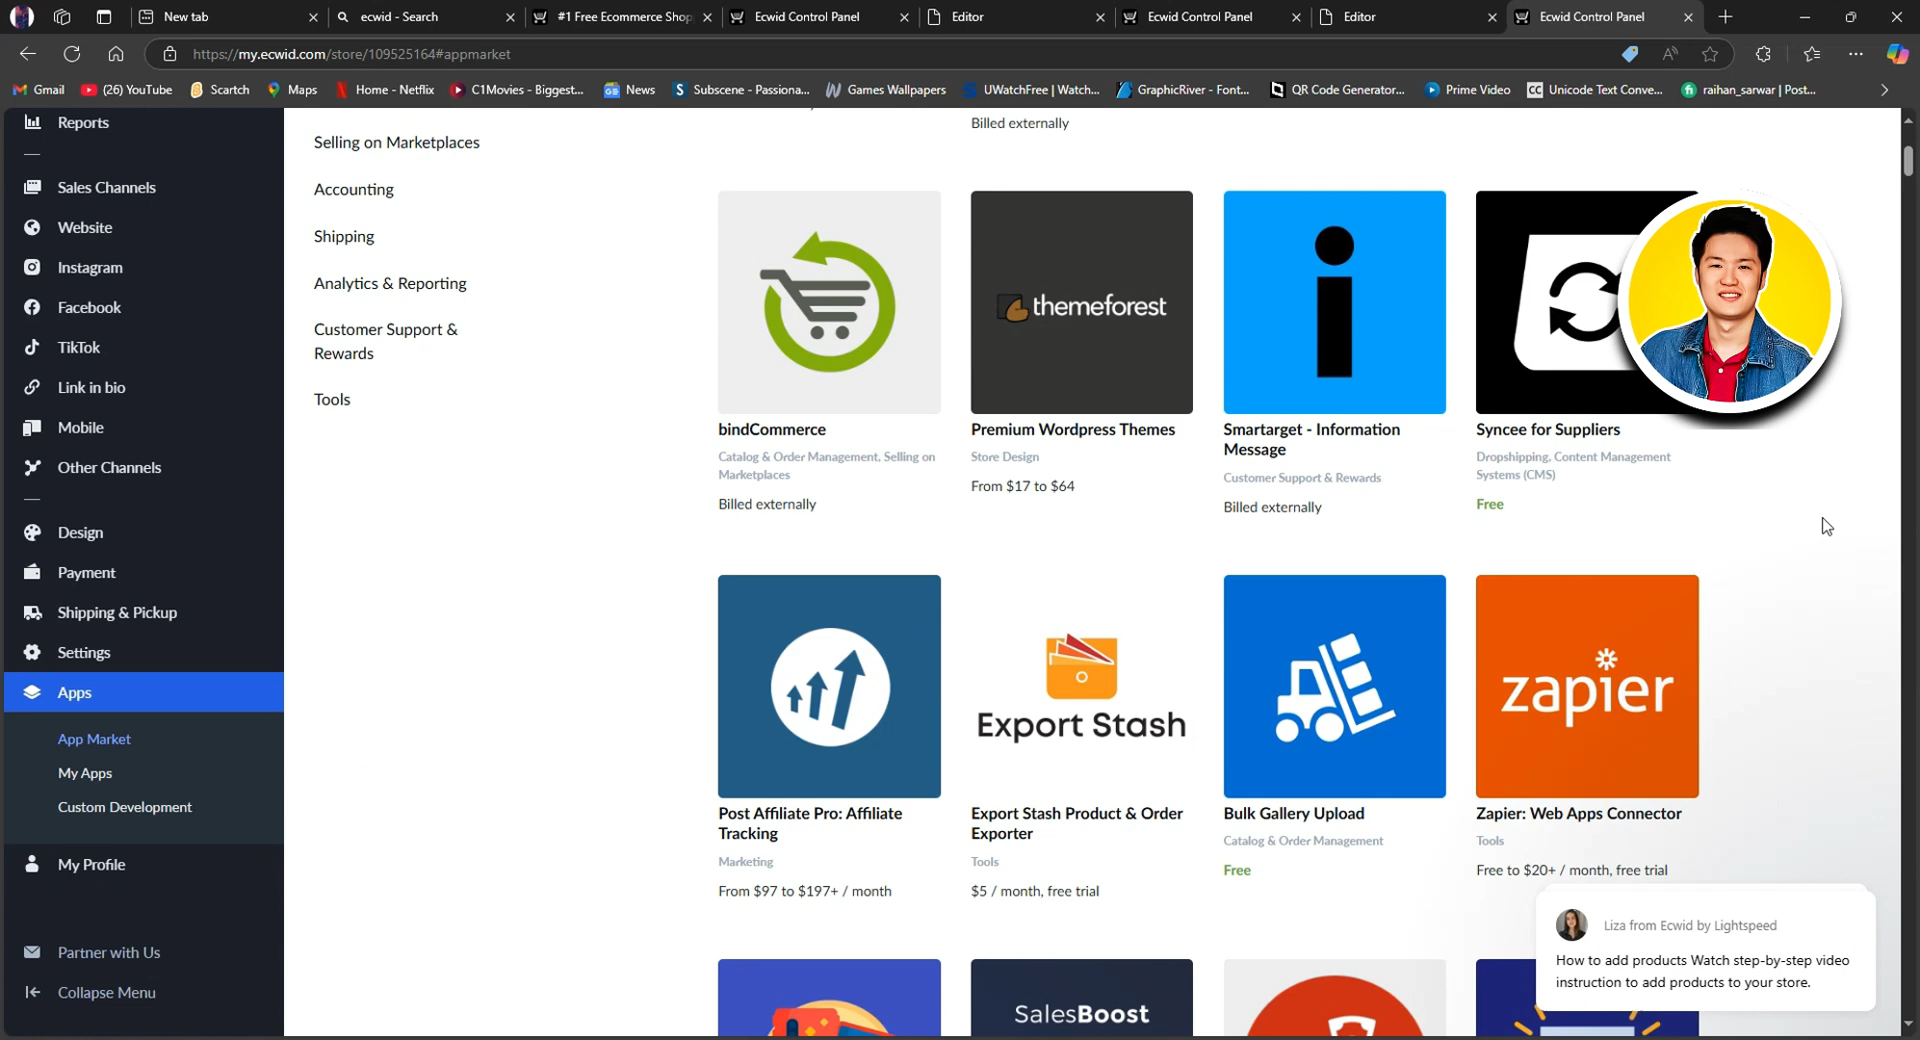 New tab
ecwid - Search
#1 Free Ecommerce Shop
Ecwid Control Panel
Editor
Ecwid Control Panel
Editor
Ecwid Control Panel
https://my.ecwid.com/store/109525164#appmarket
Gmail
(26) YouTube
Scartch
Maps
Home - Netflix
C1Movies - Biggest...
News
Subscene - Passiona...
Games Wallpapers
UWatchFree | Watch...
GraphicRiver - Font...
QR Code Generator...
Prime Video
Unicode Text Conve...
raihan_sarwar | Post...
Reports
Sales Channels
Website
Instagram
Facebook
TikTok
Link in bio
Mobile
Other Channels
Design
Payment
Shipping & Pickup
Settings
Apps
App Market
My Apps
Custom Development
My Profile
Partner with Us
Collapse Menu
Selling on Marketplaces
Accounting
Shipping
Analytics & Reporting
Customer Support &
Rewards
Tools
Billed externally
bindCommerce
Catalog & Order Management, Selling on
Marketplaces
Billed externally
themeforest
Premium Wordpress Themes
Store Design
From $17 to $64
Smartarget - Information
Message
Customer Support & Rewards
Billed externally
Syncee for Suppliers
Dropshipping, Content Management
Systems (CMS)
Free
Post Affiliate Pro: Affiliate
Tracking
Marketing
From $97 to $197+ / month
Export Stash
Export Stash Product & Order
Exporter
Tools
$5 / month, free trial
Bulk Gallery Upload
Catalog & Order Management
Free
zapier
Zapier: Web Apps Connector
Tools
Free to $20+ / month, free trial
SalesBoost
Liza from Ecwid by Lightspeed
How to add products Watch step-by-step video
instruction to add products to your store.